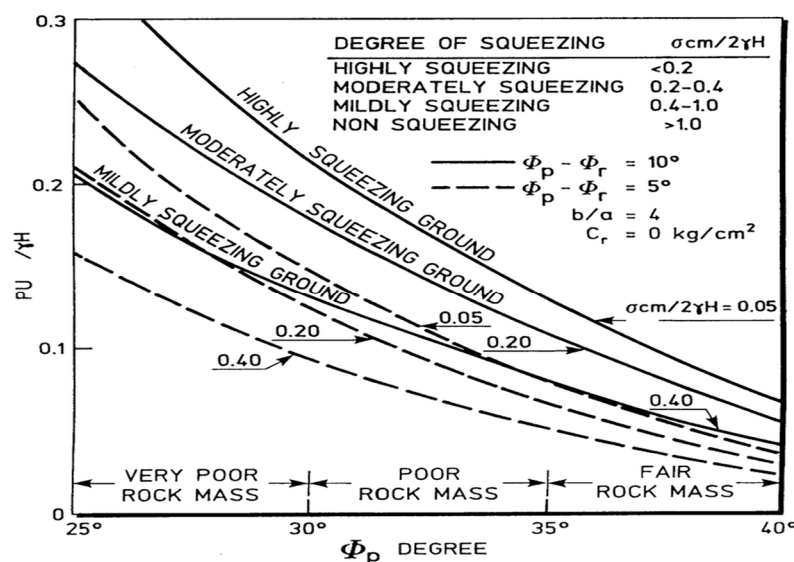 0.3
DEGREE OF SQUEEZING σcm/2γH
HIGHLY SQUEEZING <0.2
MODERATELY SQUEEZING 0.2-0.4
MILDLY SQUEEZING 0.4-1.0
NON SQUEEZING >1.0
Φp - Φr = 10°
Φp - Φr = 5°
b/a = 4
Cr = 0 kg/cm²
HIGHLY SQUEEZING GROUND
MODERATELY SQUEEZING GROUND
MILDLY SQUEEZING GROUND
0.2
PU /γH
σcm/2γH = 0.05
0.05
0.20
0.20
0.40
0.1
0.40
VERY POOR
ROCK MASS
POOR
ROCK MASS
FAIR
ROCK MASS
0
25° 30° 35° 40°
Φp DEGREE